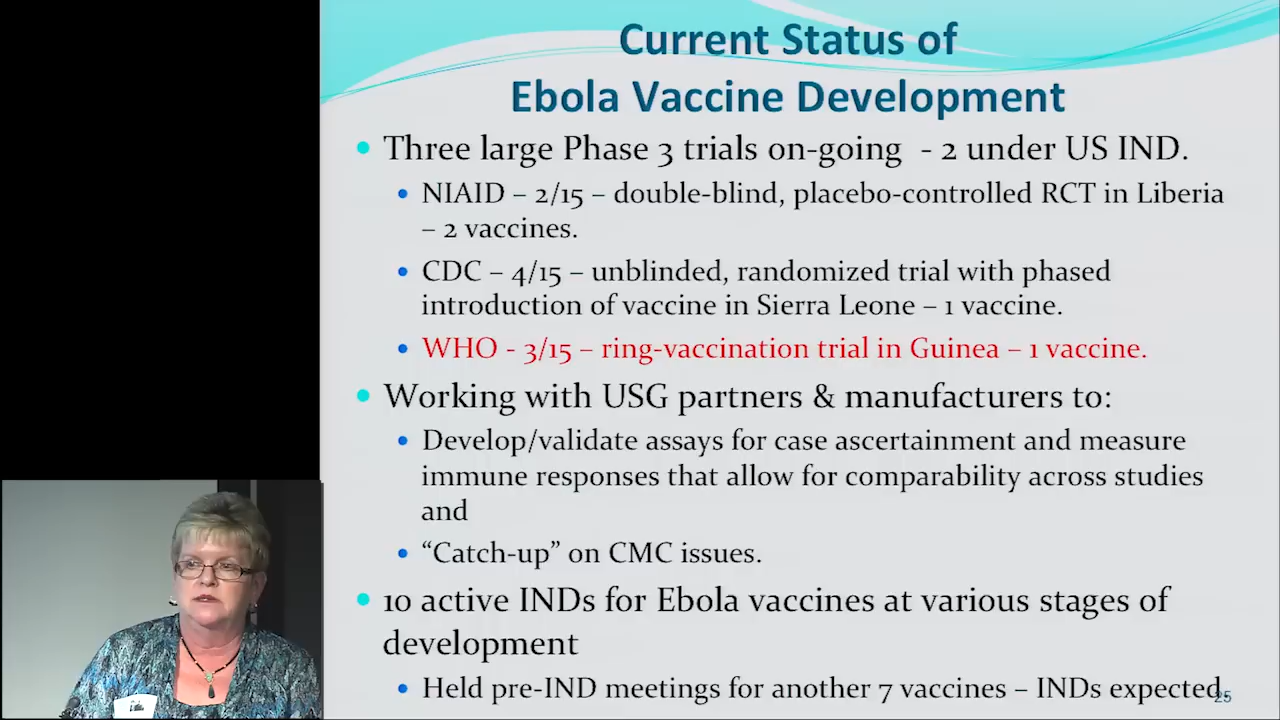 Current Status of
Ebola Vaccine Development
• Three large Phase 3 trials on-going - 2 under US IND.
• NIAID – 2/15 – double-blind, placebo-controlled RCT in Liberia
– 2 vaccines.
• CDC – 4/15 – unblinded, randomized trial with phased
introduction of vaccine in Sierra Leone – 1 vaccine.
• WHO - 3/15 – ring-vaccination trial in Guinea – 1 vaccine.
• Working with USG partners & manufacturers to:
• Develop/validate assays for case ascertainment and measure
immune responses that allow for comparability across studies
and
• “Catch-up” on CMC issues.
• 10 active INDs for Ebola vaccines at various stages of
development
• Held pre-IND meetings for another 7 vaccines – INDs expected.
25